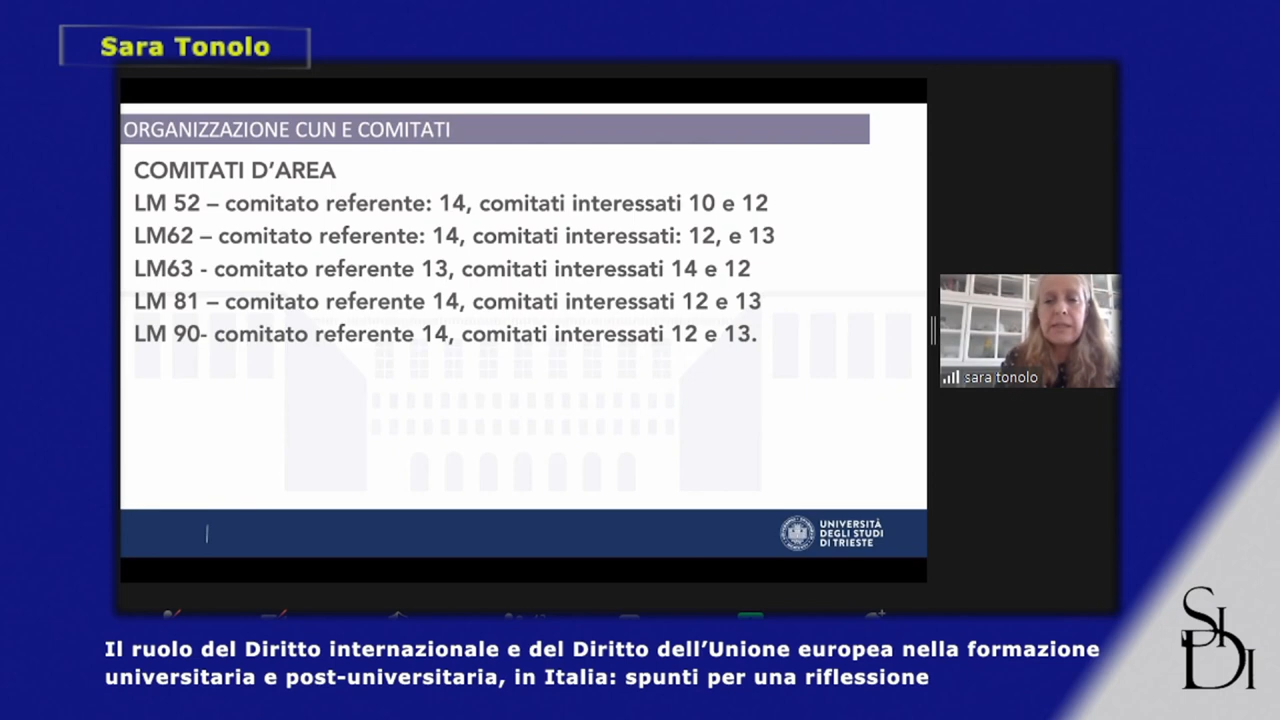 Sara Tonolo
ORGANIZZAZIONE CUN E COMITATI
COMITATI D’AREA
LM 52 – comitato referente: 14, comitati interessati 10 e 12
LM62 – comitato referente: 14, comitati interessati: 12, e 13
LM63 - comitato referente 13, comitati interessati 14 e 12
LM 81 – comitato referente 14, comitati interessati 12 e 13
LM 90- comitato referente 14, comitati interessati 12 e 13.
sara tonolo
UNIVERSITÀ
DEGLI STUDI
DI TRIESTE
Il ruolo del Diritto internazionale e del Diritto dell’Unione europea nella formazione
universitaria e post-universitaria, in Italia: spunti per una riflessione
SIDI